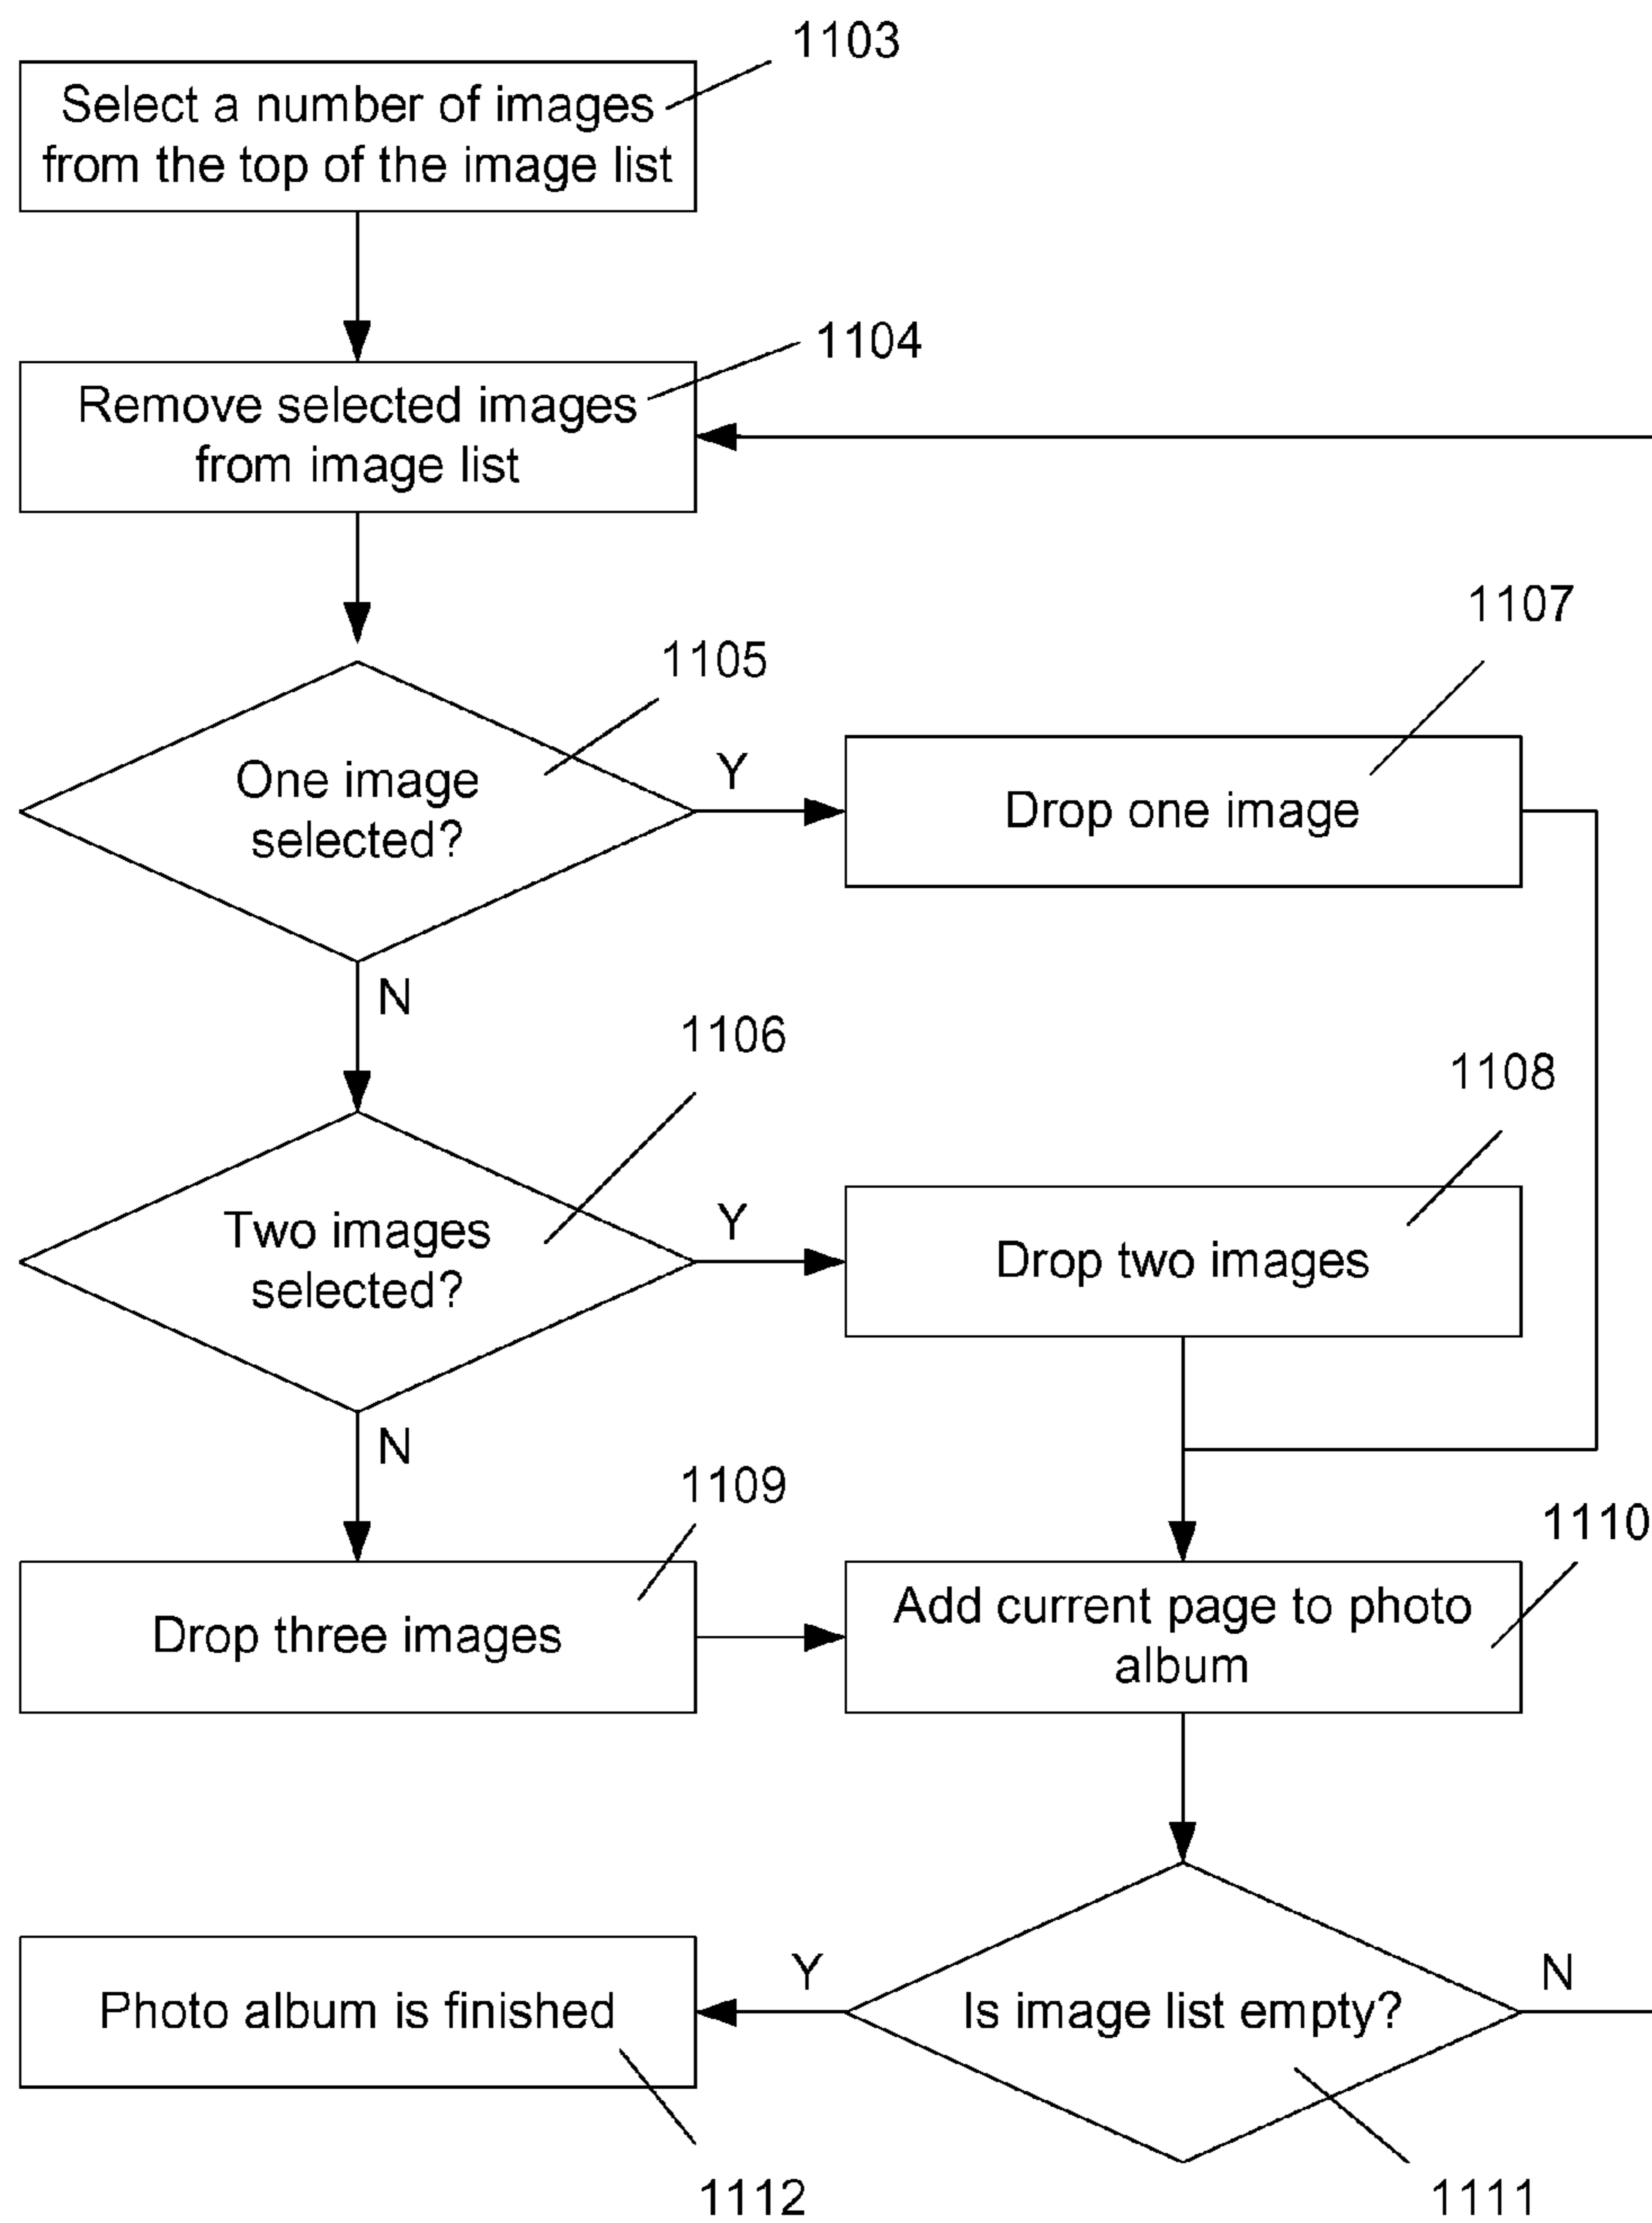 1103
Select a number of images
from the top of the image list
1104
Remove selected images
from image list
1105
One image
selected?
Y
1107
Drop one image
N
1106
Two images
selected?
Y
1108
Drop two images
N
1109
Drop three images
1110
Add current page to photo
album
Is image list empty?
Y
N
Photo album is finished
1112
1111